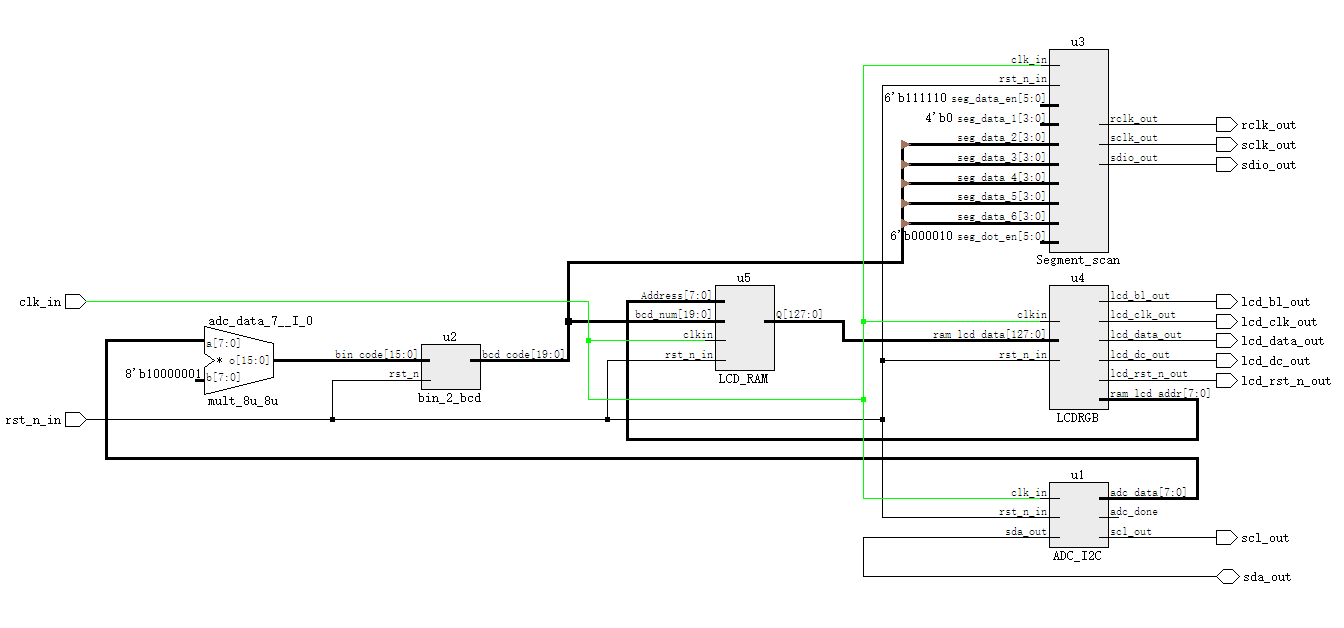 u3
clk_in
rst_n_in
6'b111110 seg_data_en[5:0]
4'b0 seg_data_1[3:0]
seg_data_2[3:0]
seg_data_3[3:0]
seg_data_4[3:0]
seg_data_5[3:0]
seg_data_6[3:0]
6'b000010 seg_dot_en[5:0]
rclk_out rclk_out
sclk_out sclk_out
sdio_out sdio_out
Segment_scan
clk_in
rst_n_in
adc_data_7__I_0
a[7:0]
* o[15:0]
8'b10000001 b[7:0]
mult_8u_8u
u2
bin_code[15:0] bcd_code[19:0]
rst_n
bin_2_bcd
u5
Address[7:0]
bcd_num[19:0] Q[127:0]
clkin
rst_n_in
LCD_RAM
u4
clkin
ram_lcd_data[127:0]
rst_n_in
lcd_bl_out lcd_bl_out
lcd_clk_out lcd_clk_out
lcd_data_out lcd_data_out
lcd_dc_out lcd_dc_out
lcd_rst_n_out lcd_rst_n_out
ram_lcd_addr[7:0]
LCDRGB
u1
clk_in adc_data[7:0]
rst_n_in adc_done
sda_out scl_out scl_out
ADC_I2C
sda_out